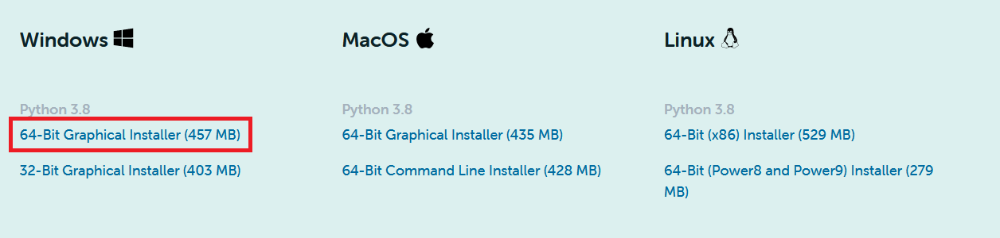 Windows
Python 3.8
64-Bit Graphical Installer (457 MB)
32-Bit Graphical Installer (403 MB)
MacOS
Python 3.8
64-Bit Graphical Installer (435 MB)
64-Bit Command Line Installer (428 MB)
Linux
Python 3.8
64-Bit (x86) Installer (529 MB)
64-Bit (Power8 and Power9) Installer (279
MB)